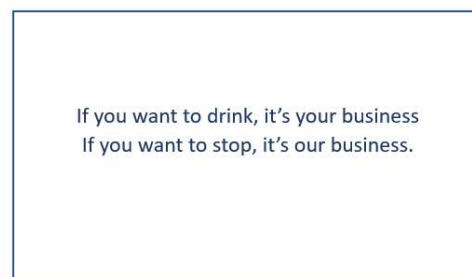 If you want to drink, it’s your business
If you want to stop, it’s our business.